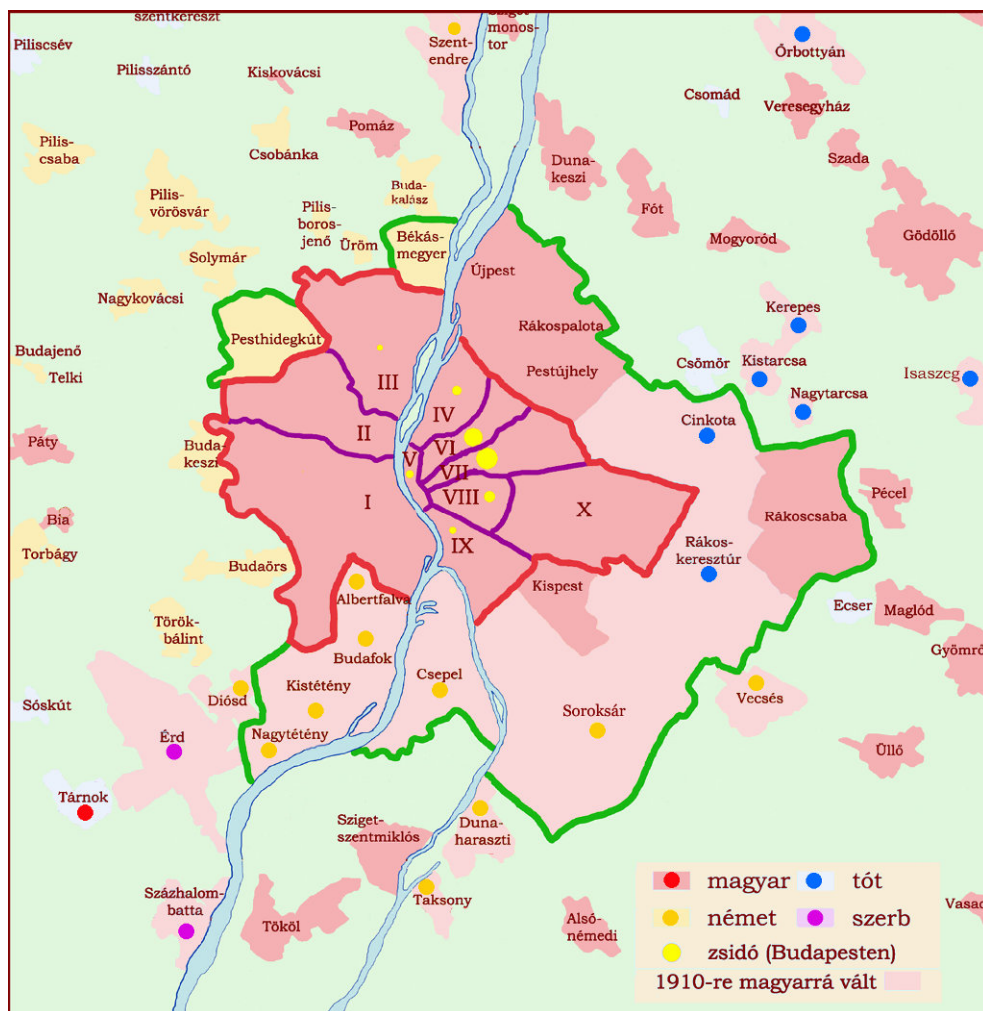 szentkereszt
Sziget-
monos-
tor
Piliscsév
Pilisszántó
Kiskovácsi
Szent-
endre
Őrbottyán
Csomád
Veresegyház
Pomáz
Pilis-
csaba
Csobánka
Duna-
keszi
Szada
Pilis-
vörösvár
Buda-
kalász
Fót
Pilis-
boros-
jenő
Üröm
Békás-
megyer
Mogyoród
Gödöllő
Solymár
Újpest
Nagykovácsi
Kerepes
Pesthidegkút
Rákospalota
Budajenő
Telki
Pestújhely
Csömör
Kistarcsa
Isaszeg
III
Nagytarcsa
IV
Cinkota
II
Páty
Buda-
keszi
VI
V
VII
VIII
I
X
Pécel
Bia
Rákoscsaba
Torbágy
IX
Budaörs
Rákos-
keresztúr
Kispest
Albertfalva
Ecser
Maglód
Török-
bálint
Budafok
Gyömrő
Csepel
Kistétény
Diósd
Vecsés
Sóskút
Soroksár
Érd
Nagytétény
Üllő
Tárnok
Sziget-
szentmiklós
Duna-
haraszti
Százhalom-
batta
Taksony
Tököl
Alsó-
némedi
Vasad
magyar
tót
német
szerb
zsidó (Budapesten)
1910-re magyarrá vált